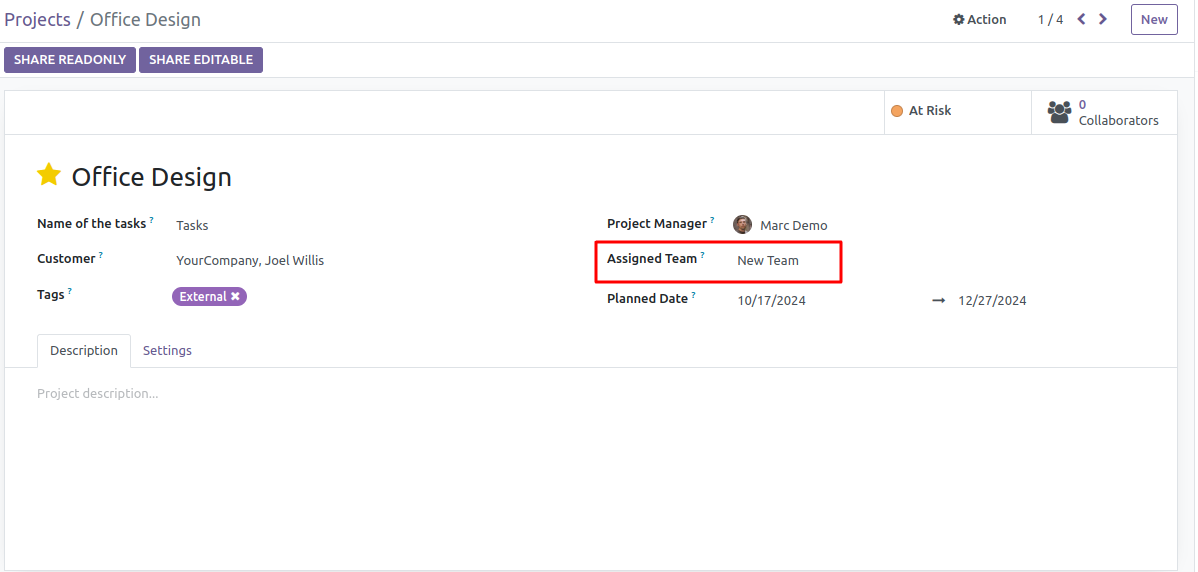 Projects / Office Design
Action
1 / 4
New
SHARE READONLY
SHARE EDITABLE
At Risk
0
Collaborators
Office Design
Name of the tasks ? Tasks
Project Manager ? Marc Demo
Customer ? YourCompany, Joel Willis
Assigned Team ? New Team
Tags ? External ✖
Planned Date ? 10/17/2024 → 12/27/2024
Description
Settings
Project description...